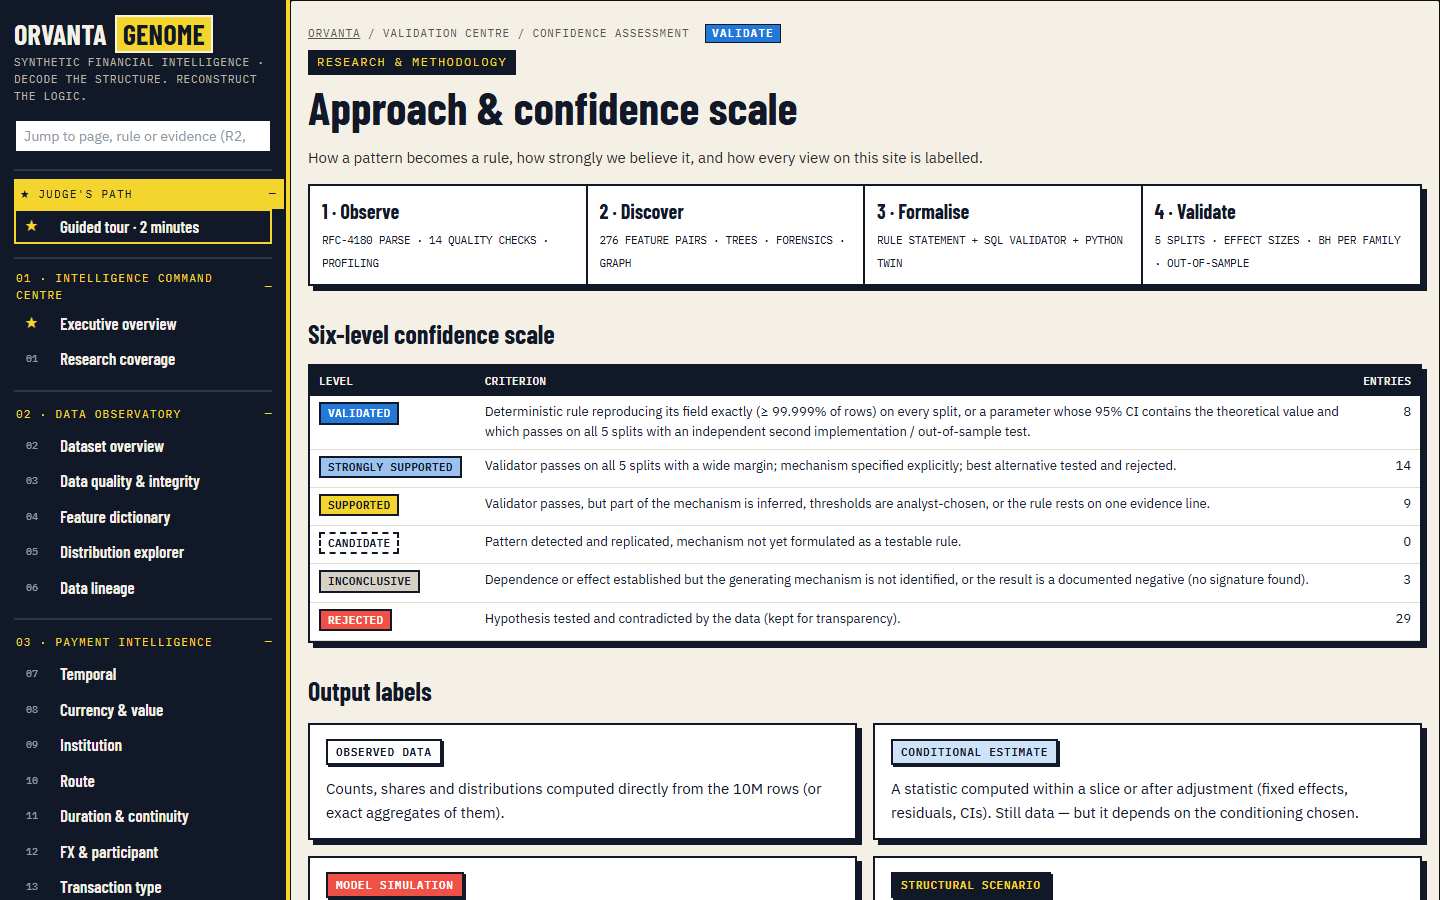 ORVANTA GENOME
SYNTHETIC FINANCIAL INTELLIGENCE ·
DECODE THE STRUCTURE. RECONSTRUCT
THE LOGIC.
Jump to page, rule or evidence (R2,
★ JUDGE'S PATH –
★ Guided tour · 2 minutes
01 · INTELLIGENCE COMMAND
CENTRE –
★ Executive overview
01 Research coverage
02 · DATA OBSERVATORY –
02 Dataset overview
03 Data quality & integrity
04 Feature dictionary
05 Distribution explorer
06 Data lineage
03 · PAYMENT INTELLIGENCE –
07 Temporal
08 Currency & value
09 Institution
10 Route
11 Duration & continuity
12 FX & participant
13 Transaction type
ORVANTA / VALIDATION CENTRE / CONFIDENCE ASSESSMENT VALIDATE
RESEARCH & METHODOLOGY
Approach & confidence scale
How a pattern becomes a rule, how strongly we believe it, and how every view on this site is labelled.
1 · Observe
RFC-4180 PARSE · 14 QUALITY CHECKS ·
PROFILING
2 · Discover
276 FEATURE PAIRS · TREES · FORENSICS ·
GRAPH
3 · Formalise
RULE STATEMENT + SQL VALIDATOR + PYTHON
TWIN
4 · Validate
5 SPLITS · EFFECT SIZES · BH PER FAMILY
· OUT-OF-SAMPLE
Six-level confidence scale
LEVEL CRITERION ENTRIES
VALIDATED Deterministic rule reproducing its field exactly (≥ 99.999% of rows) on every split, or a parameter whose 95% CI contains the theoretical value and 8
which passes on all 5 splits with an independent second implementation / out-of-sample test.
STRONGLY SUPPORTED Validator passes on all 5 splits with a wide margin; mechanism specified explicitly; best alternative tested and rejected. 14
SUPPORTED Validator passes, but part of the mechanism is inferred, thresholds are analyst-chosen, or the rule rests on one evidence line. 9
CANDIDATE Pattern detected and replicated, mechanism not yet formulated as a testable rule. 0
INCONCLUSIVE Dependence or effect established but the generating mechanism is not identified, or the result is a documented negative (no signature found). 3
REJECTED Hypothesis tested and contradicted by the data (kept for transparency). 29
Output labels
OBSERVED DATA
Counts, shares and distributions computed directly from the 10M rows (or
exact aggregates of them).
CONDITIONAL ESTIMATE
A statistic computed within a slice or after adjustment (fixed effects,
residuals, CIs). Still data — but it depends on the conditioning chosen.
MODEL SIMULATION
STRUCTURAL SCENARIO